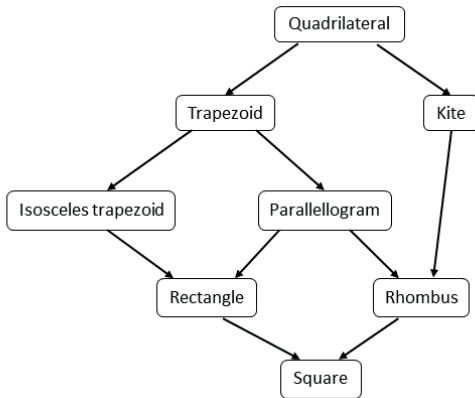 Quadrilateral
Trapezoid
Kite
Isosceles trapezoid
Parallellogram
Rectangle
Rhombus
Square